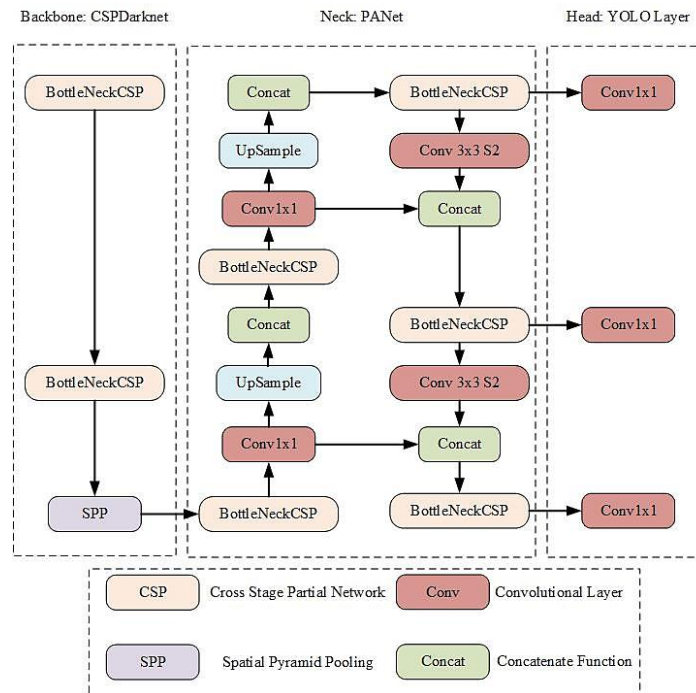 Backbone: CSPDarknet
Neck: PANet
Head: YOLO Layer
BottleNeckCSP
Concat
BottleNeckCSP
Conv1x1
UpSample
Conv 3x3 S2
Conv1x1
Concat
BottleNeckCSP
Concat
BottleNeckCSP
Conv1x1
BottleNeckCSP
UpSample
Conv 3x3 S2
Conv1x1
Concat
SPP
BottleNeckCSP
BottleNeckCSP
Conv1x1
CSP
Cross Stage Partial Network
Conv
Convolutional Layer
SPP
Spatial Pyramid Pooling
Concat
Concatenate Function